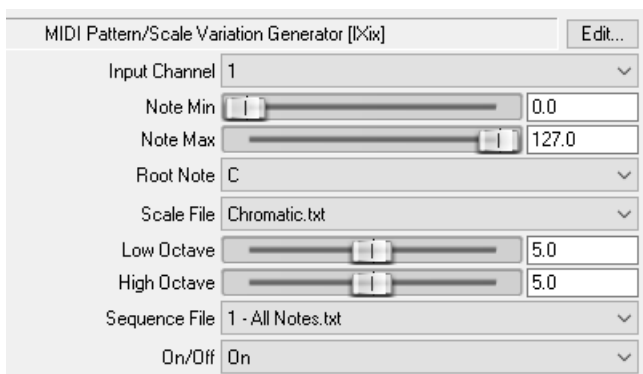 MIDI Pattern/Scale Variation Generator [IXix] Edit...
Input Channel 1
Note Min 0.0
Note Max 127.0
Root Note C
Scale File Chromatic.txt
Low Octave 5.0
High Octave 5.0
Sequence File 1 - All Notes.txt
On/Off On